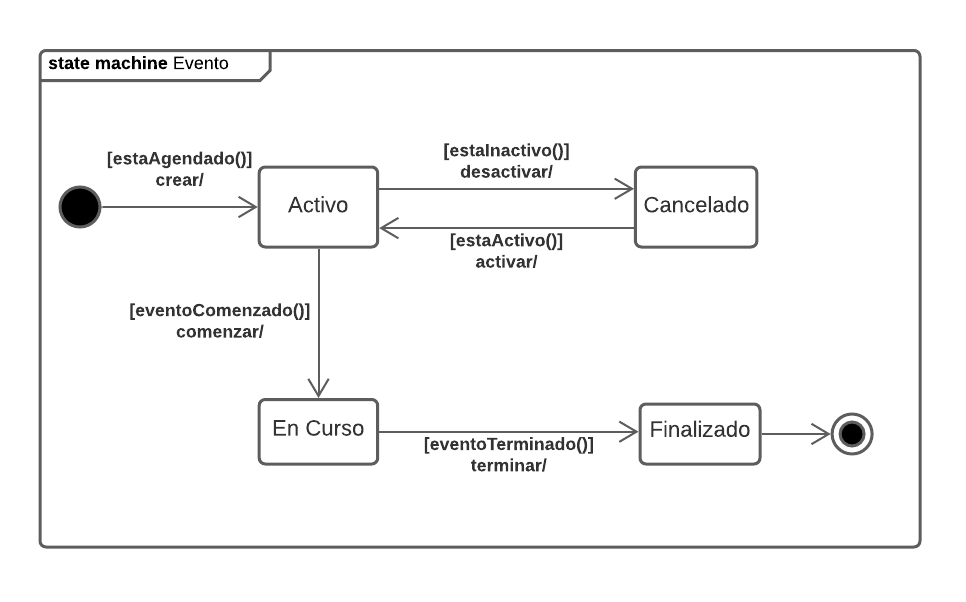 state machine Evento
[estaAgendado()]
crear/
[estaInactivo()]
desactivar/
Activo
Cancelado
[estaActivo()]
activar/
[eventoComenzado()]
comenzar/
En Curso
[eventoTerminado()]
terminar/
Finalizado